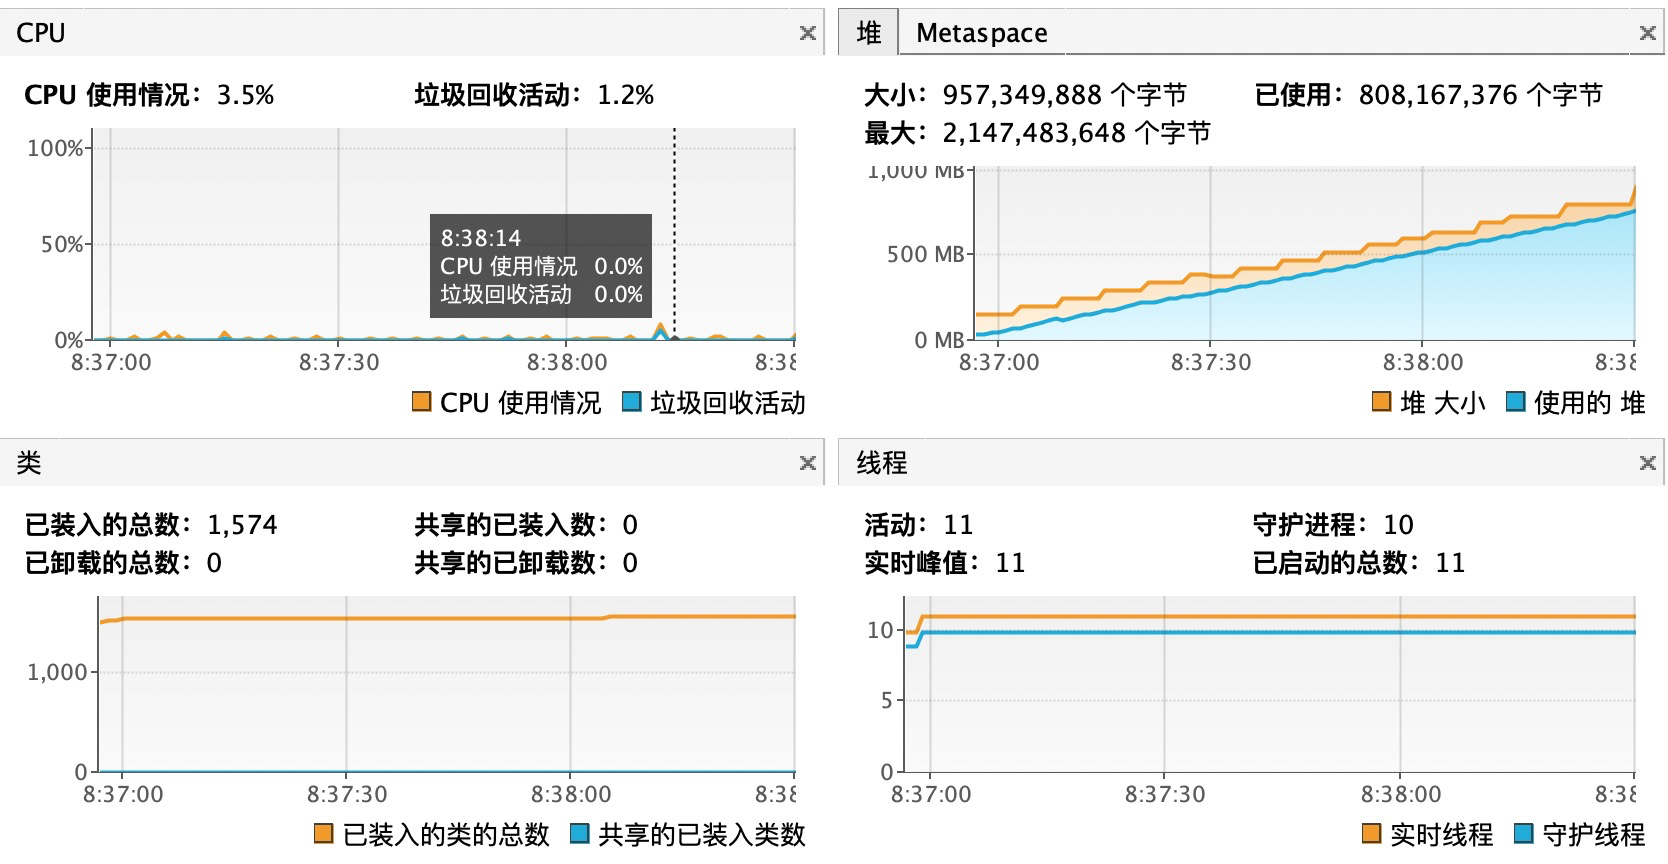 CPU
CPU 使用情况：3.5%
垃圾回收活动：1.2%
100%
50%
0%
8:38:14
CPU 使用情况 0.0%
垃圾回收活动 0.0%
8:37:00
8:37:30
8:38:00
8:38
CPU 使用情况
垃圾回收活动
堆
Metaspace
大小：957,349,888 个字节
已使用：808,167,376 个字节
最大：2,147,483,648 个字节
1,000 MB
500 MB
0 MB
8:37:00
8:37:30
8:38:00
8:38
堆 大小
使用的 堆
类
已装入的总数：1,574
共享的已装入数：0
已卸载的总数：0
共享的已卸载数：0
1,000
0
8:37:00
8:37:30
8:38:00
8:38
已装入的类的总数
共享的已装入类数
线程
活动：11
守护进程：10
实时峰值：11
已启动的总数：11
10
5
0
8:37:00
8:37:30
8:38:00
8:38
实时线程
守护线程